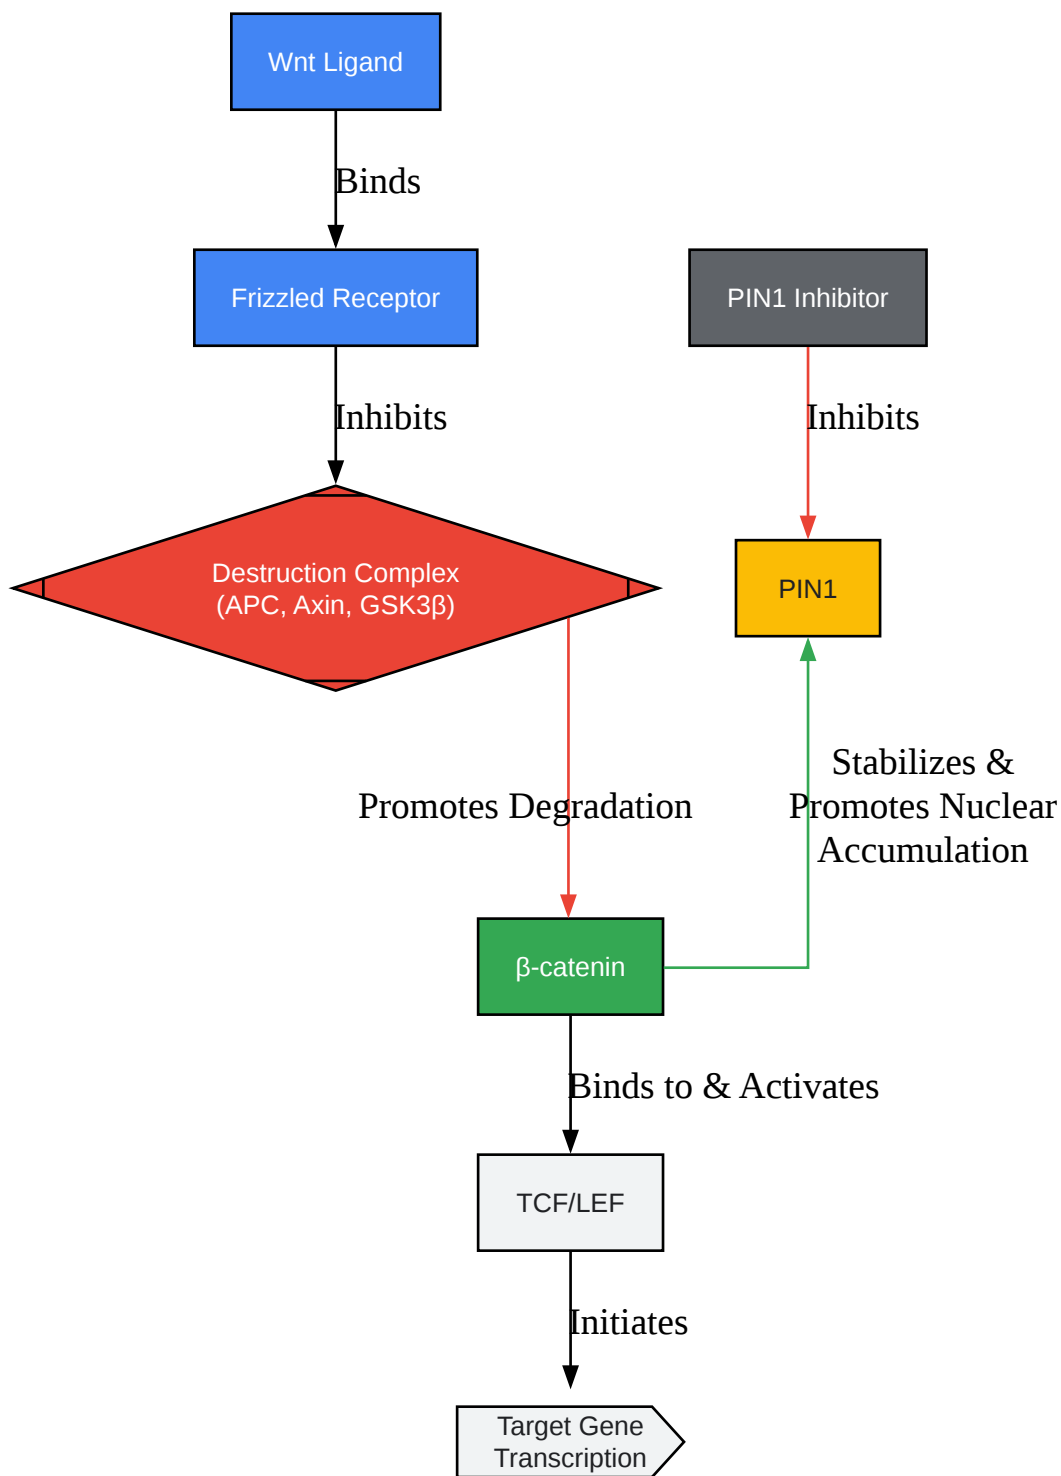 Wnt Ligand
Binds
Frizzled Receptor
PIN1 Inhibitor
Inhibits
Inhibits
Destruction Complex
(APC, Axin, GSK3β)
PIN1
Stabilizes &
Promotes Nuclear
Accumulation
Promotes Degradation
β-catenin
Binds to & Activates
TCF/LEF
Initiates
Target Gene
Transcription